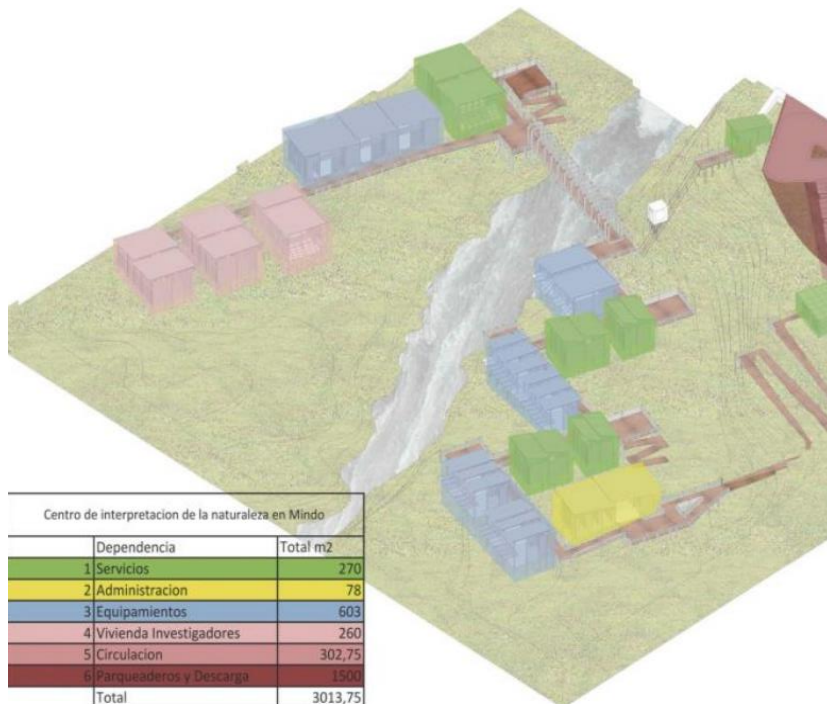 Centro de interpretacion de la naturaleza en Mindo
Dependencia Total m2
1 Servicios 270
2 Administracion 78
3 Equipamientos 603
4 Vivienda Investigadores 260
5 Circulacion 302,75
6 Parqueaderos y Descarga 1500
Total 3013,75